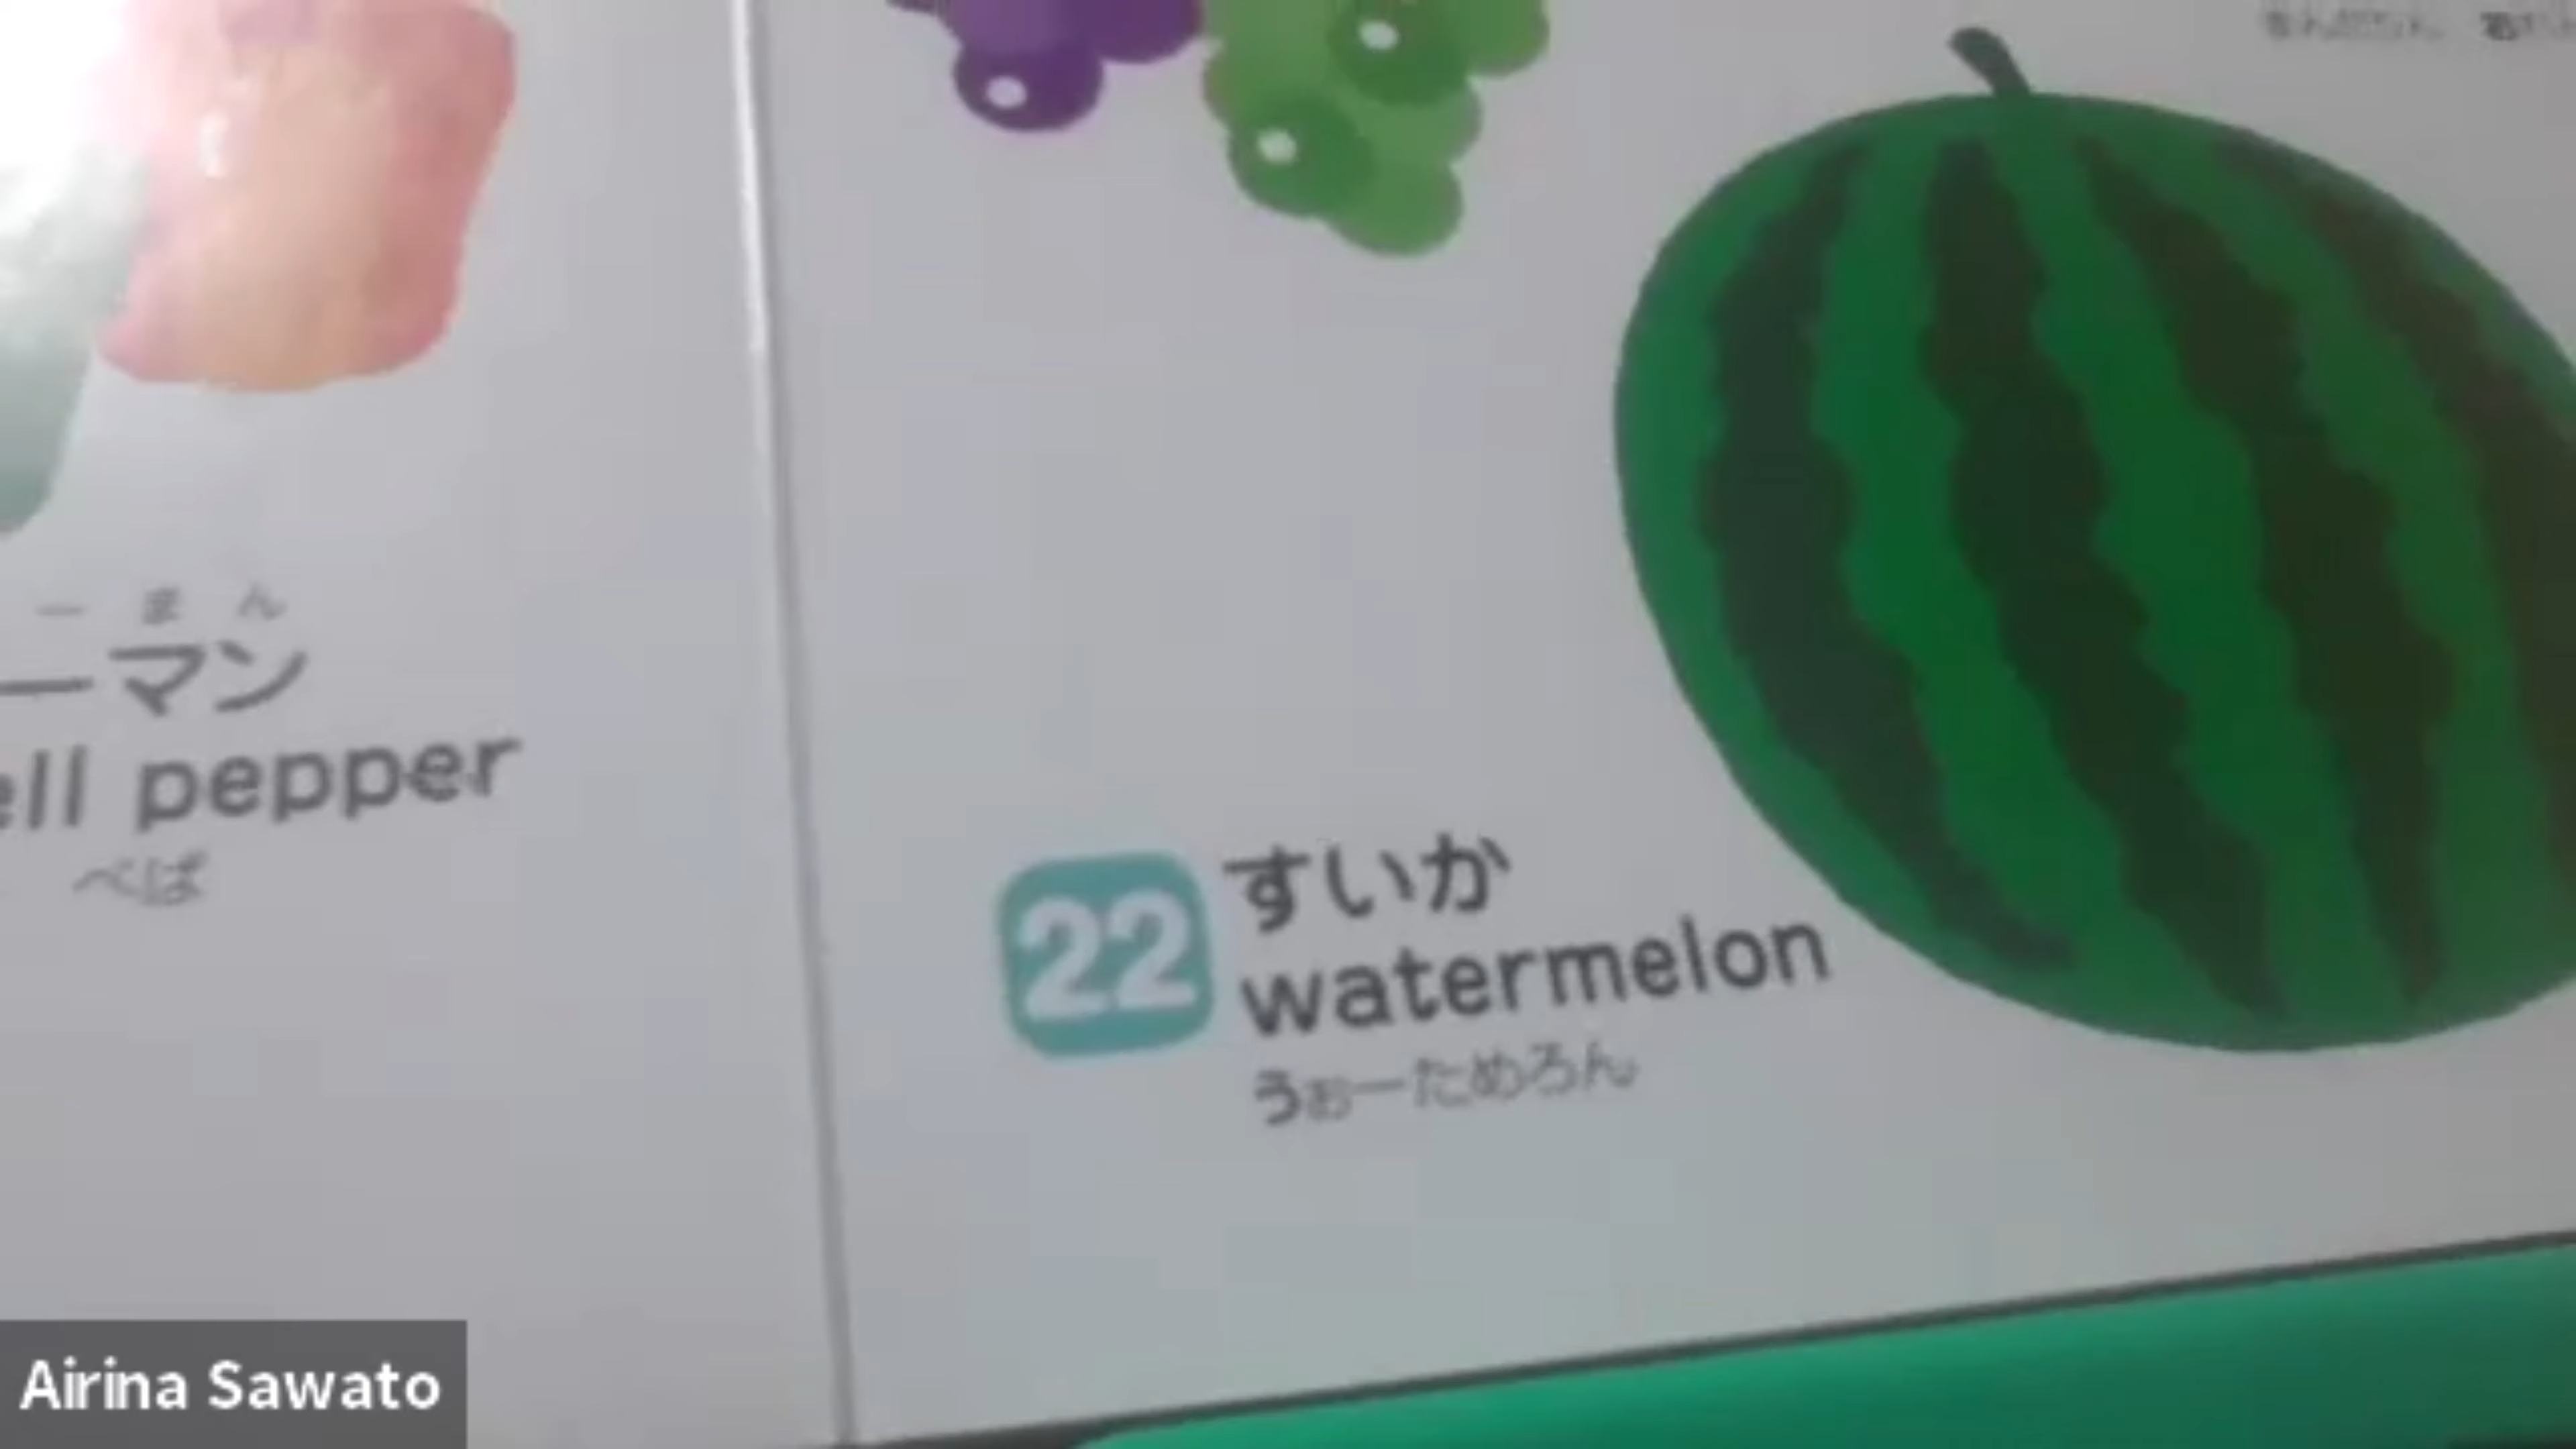 ーまん
ーマン
ell pepper
ぺぱ
22
すいか
watermelon
うぉーためろん
Airina Sawato